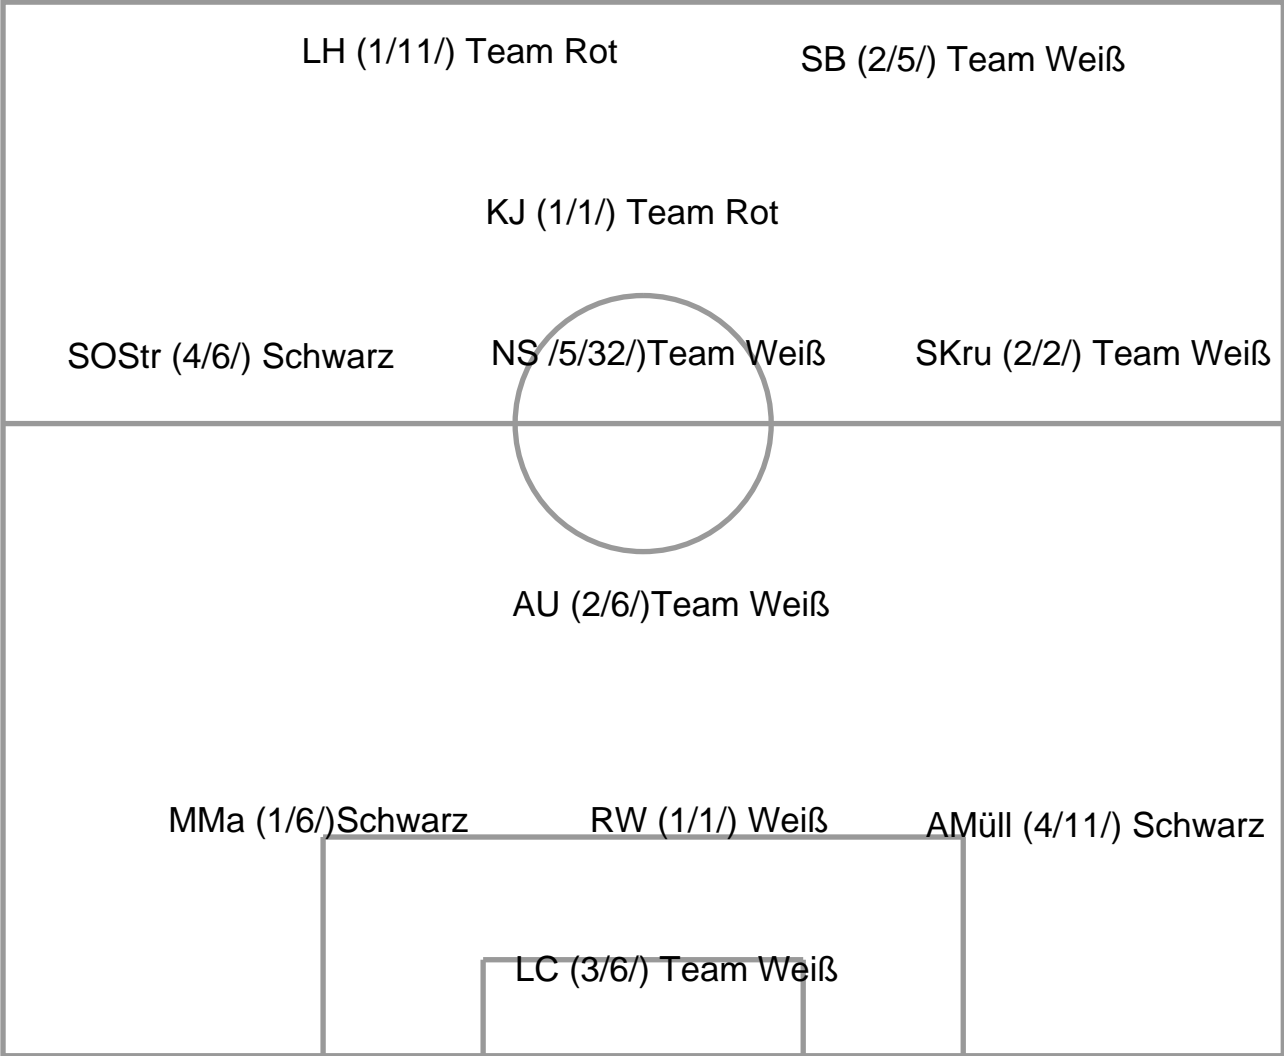 LH (1/11/) Team Rot
SB (2/5/) Team Weiß
KJ (1/1/) Team Rot
SOStr (4/6/) Schwarz
NS /5/32/)Team Weiß
SKru (2/2/) Team Weiß
AU (2/6/)Team Weiß
MMa (1/6/)Schwarz
RW (1/1/) Weiß
AMüll (4/11/) Schwarz
LC (3/6/) Team Weiß